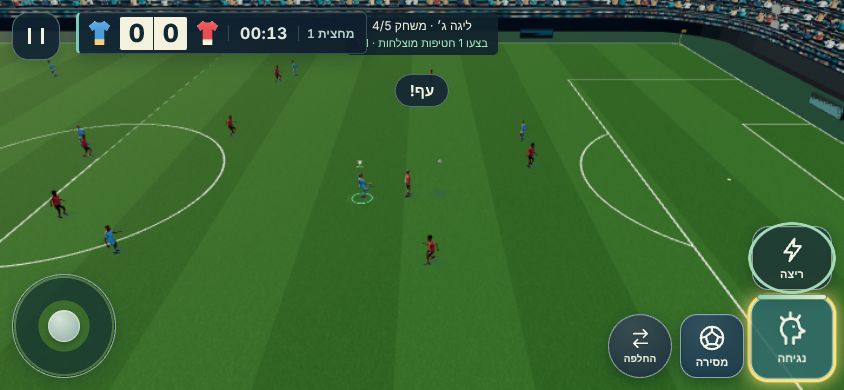 0 0
00:13
מחצית 1
ליגה ג׳ · משחק 4/5
בצעו 1 חטיפות מוצלחות ·
עף!
ריצה
נגיחה
מסירה
החלפה